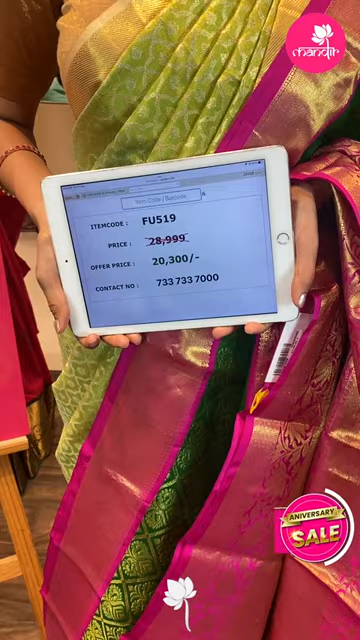 mandir
Item Code / Barcode
ITEMCODE : FU519
PRICE : 28,999
OFFER PRICE : 20,300/-
CONTACT NO : 733 733 7000
ANIVERSARY
SALE